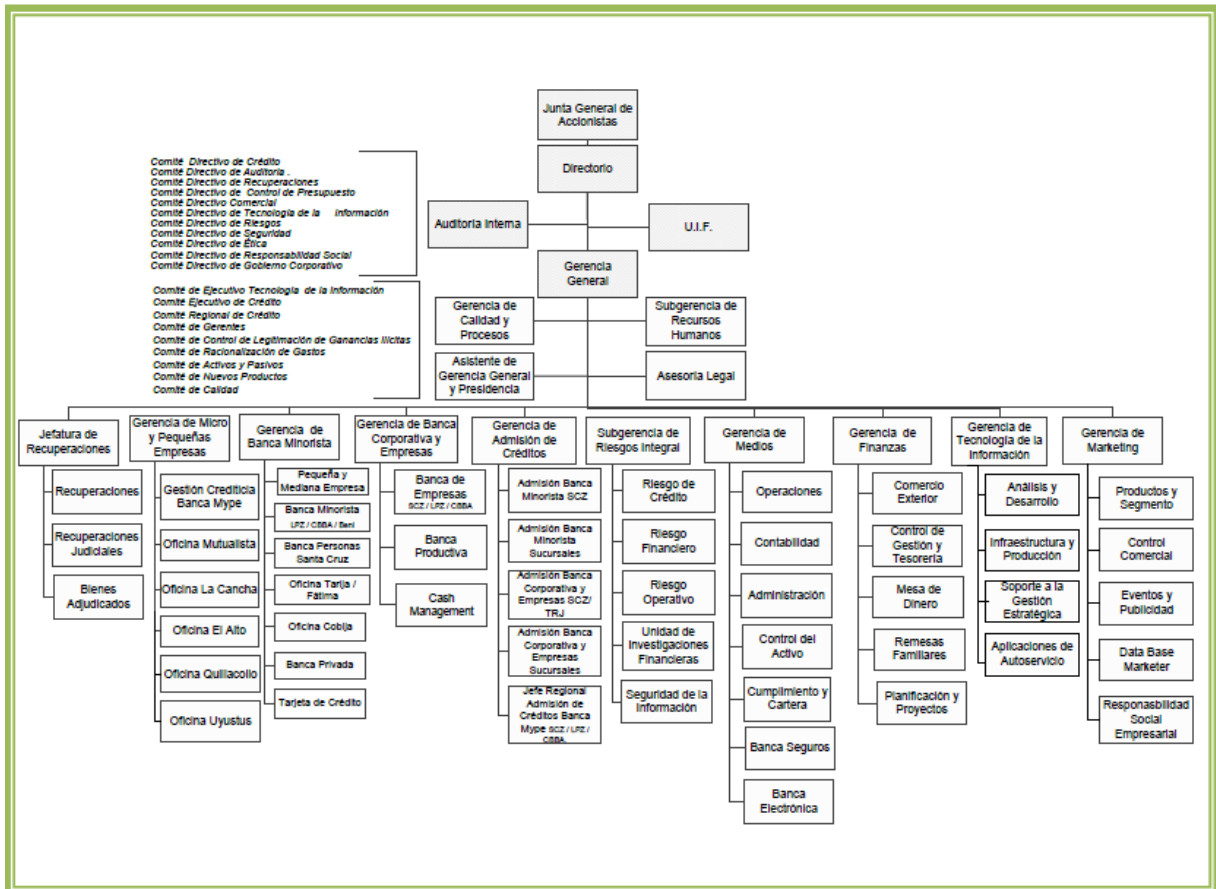 Junta General de
Accionistas
Directorio
Comité Directivo de Crédito
Comité Directivo de Auditoria .
Comité Directivo de Recuperaciones
Comité Directivo de Control de Presupuesto
Comité Directivo Comercial
Comité Directivo de Tecnología de la Información
Comité Directivo de Riesgos
Comité Directivo de Seguridad
Comité Directivo de Ética
Comité Directivo de Responsabilidad Social
Comité Directivo de Gobierno Corporativo
Auditoría Interna
U.I.F.
Gerencia
General
Comité de Ejecutivo Tecnología de la Información
Comité Ejecutivo de Crédito
Comité Regional de Crédito
Comité de Gerentes
Comité de Control de Legitimación de Ganancias Ilícitas
Comité de Racionalización de Gastos
Comité de Activos y Pasivos
Comité de Nuevos Productos
Comité de Calidad
Gerencia de
Calidad y
Procesos
Subgerencia de
Recursos
Humanos
Asistente de
Gerencia General
y Presidencia
Asesoría Legal
Jefatura de
Recuperaciones
Recuperaciones
Recuperaciones
Judiciales
Bienes
Adjudicados
Gerencia de Micro
y Pequeñas
Empresas
Gestión Crediticia
Banca Mype
Oficina Mutualista
Oficina La Cancha
Oficina El Alto
Oficina Quillacollo
Oficina Uyustus
Gerencia de
Banca Minorista
Pequeña y
Mediana Empresa
Banca Minorista
LPZ / CBBA / Beni
Banca Personas
Santa Cruz
Oficina Tarija /
Fátima
Oficina Cobija
Banca Privada
Tarjeta de Crédito
Gerencia de Banca
Corporativa y
Empresas
Banca de
Empresas
SCZ / LPZ / CBBA
Banca
Productiva
Cash
Management
Gerencia de
Admisión de
Créditos
Admisión Banca
Minorista SCZ
Admisión Banca
Minorista
Sucursales
Admisión Banca
Corporativa y
Empresas SCZ/
TRJ
Admisión Banca
Corporativa y
Empresas
Sucursales
Jefe Regional
Admisión de
Créditos Banca
Mype SCZ / LPZ /
CBBA.
Subgerencia de
Riesgos Integral
Riesgo de
Crédito
Riesgo
Financiero
Riesgo
Operativo
Unidad de
Investigaciones
Financieras
Seguridad de la
Información
Gerencia de
Medios
Operaciones
Contabilidad
Administración
Control del
Activo
Cumplimiento y
Cartera
Banca Seguros
Banca
Electrónica
Gerencia de
Finanzas
Comercio
Exterior
Control de
Gestión y
Tesorería
Mesa de
Dinero
Remesas
Familiares
Planificación y
Proyectos
Gerencia de
Tecnología de la
Información
Análisis y
Desarrollo
Infraestructura y
Producción
Soporte a la
Gestión
Estratégica
Aplicaciones de
Autoservicio
Gerencia de
Marketing
Productos y
Segmento
Control
Comercial
Eventos y
Publicidad
Data Base
Marketer
Responasbilidad
Social
Empresarial